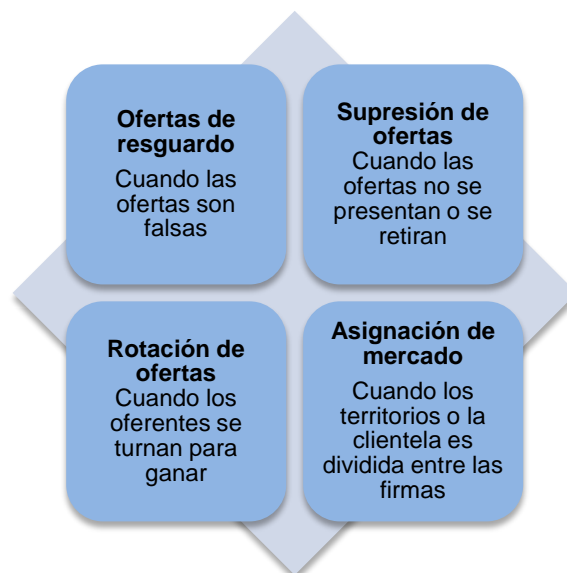 Ofertas de
resguardo
Cuando las
ofertas son
falsas
Supresión de
ofertas
Cuando las
ofertas no se
presentan o se
retiran
Rotación de
ofertas
Cuando los
oferentes se
turnan para
ganar
Asignación de
mercado
Cuando los
territorios o la
clientela es
dividida entre las
firmas